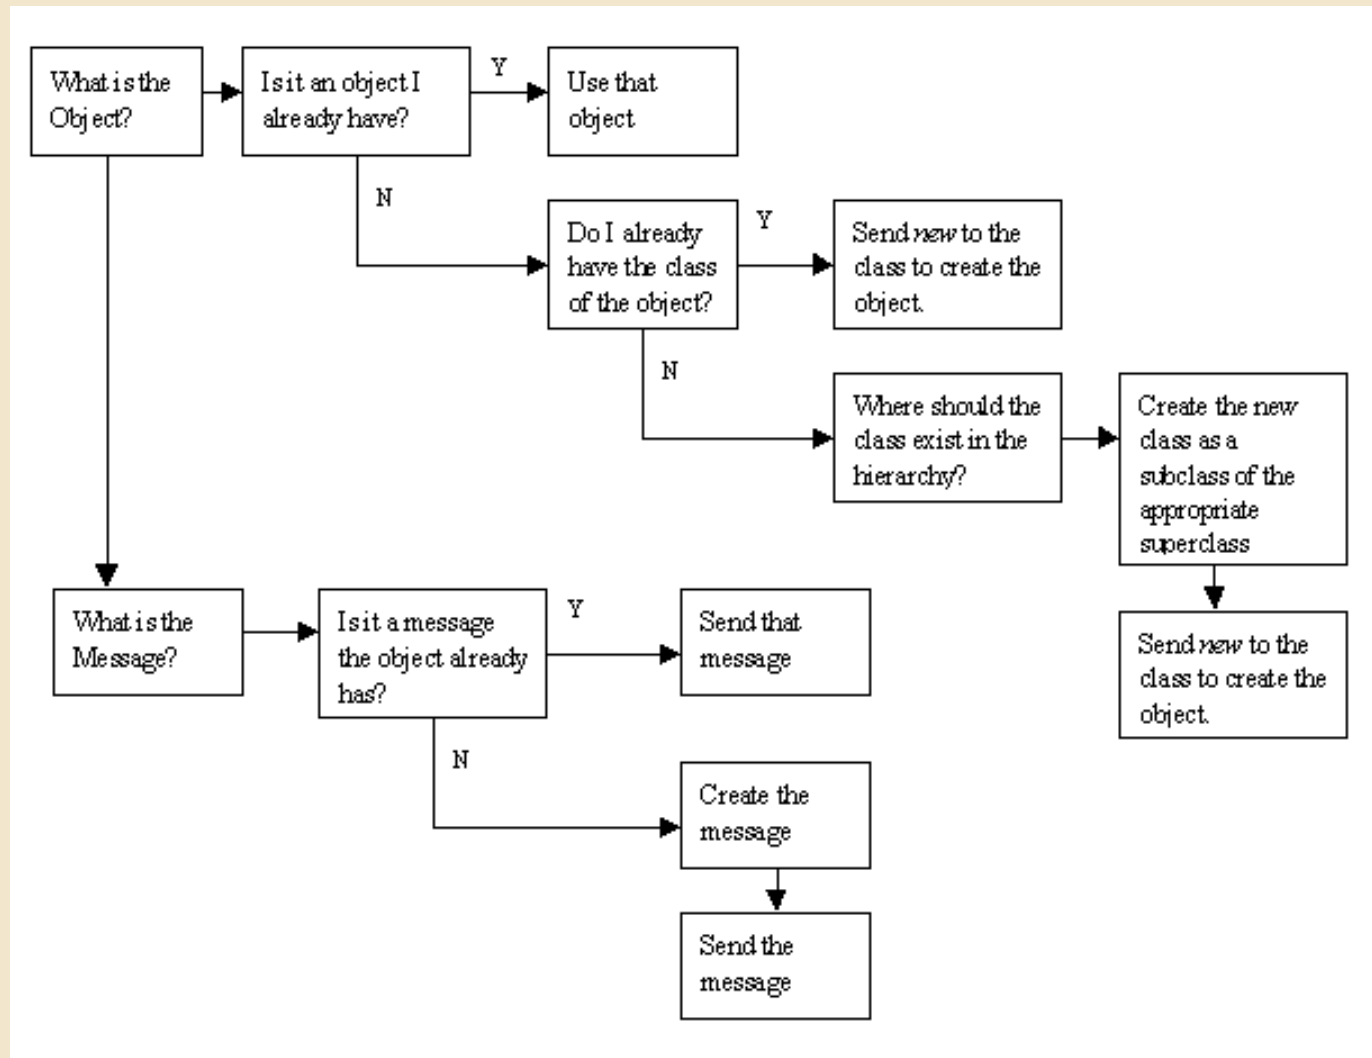 What is the
Object?
Is it an object I
already have?
Y
Use that
object
N
Do I already
have the class
of the object?
Y
Send new to the
class to create the
object.
N
Where should the
class exist in the
hierarchy?
Create the new
class as a
subclass of the
appropriate
superclass
Send new to the
class to create the
object.
What is the
Message?
Is it a message
the object already
has?
Y
Send that
message
N
Create the
message
Send the
message